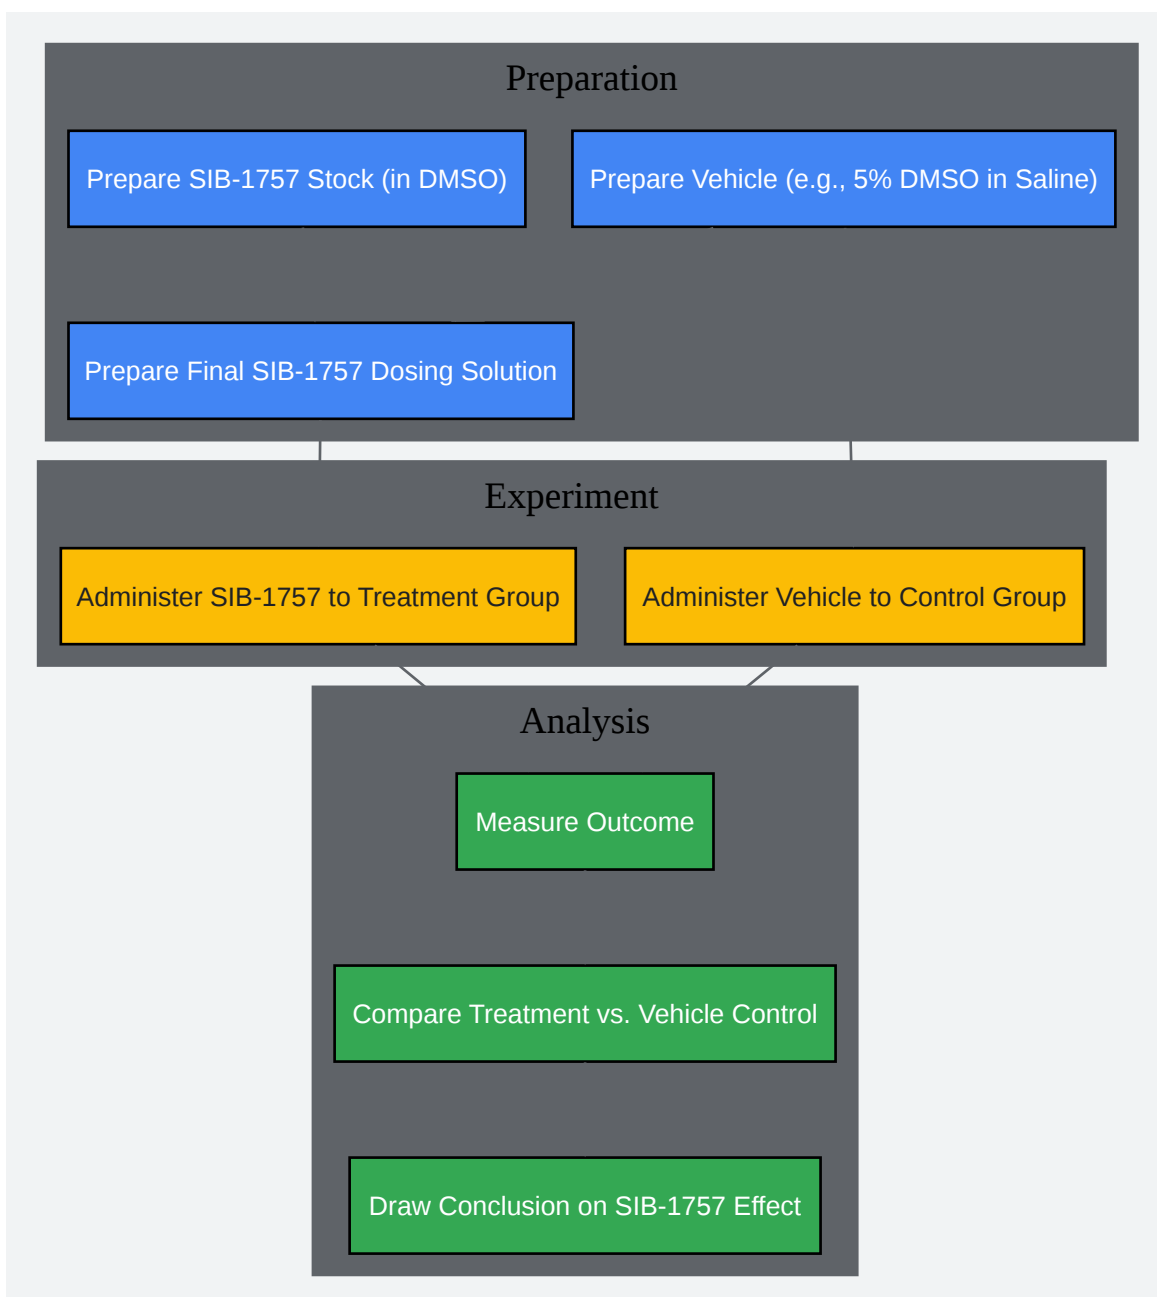 Preparation
Prepare SIB-1757 Stock (in DMSO)
Prepare Vehicle (e.g., 5% DMSO in Saline)
Prepare Final SIB-1757 Dosing Solution
Experiment
Administer SIB-1757 to Treatment Group
Administer Vehicle to Control Group
Analysis
Measure Outcome
Compare Treatment vs. Vehicle Control
Draw Conclusion on SIB-1757 Effect